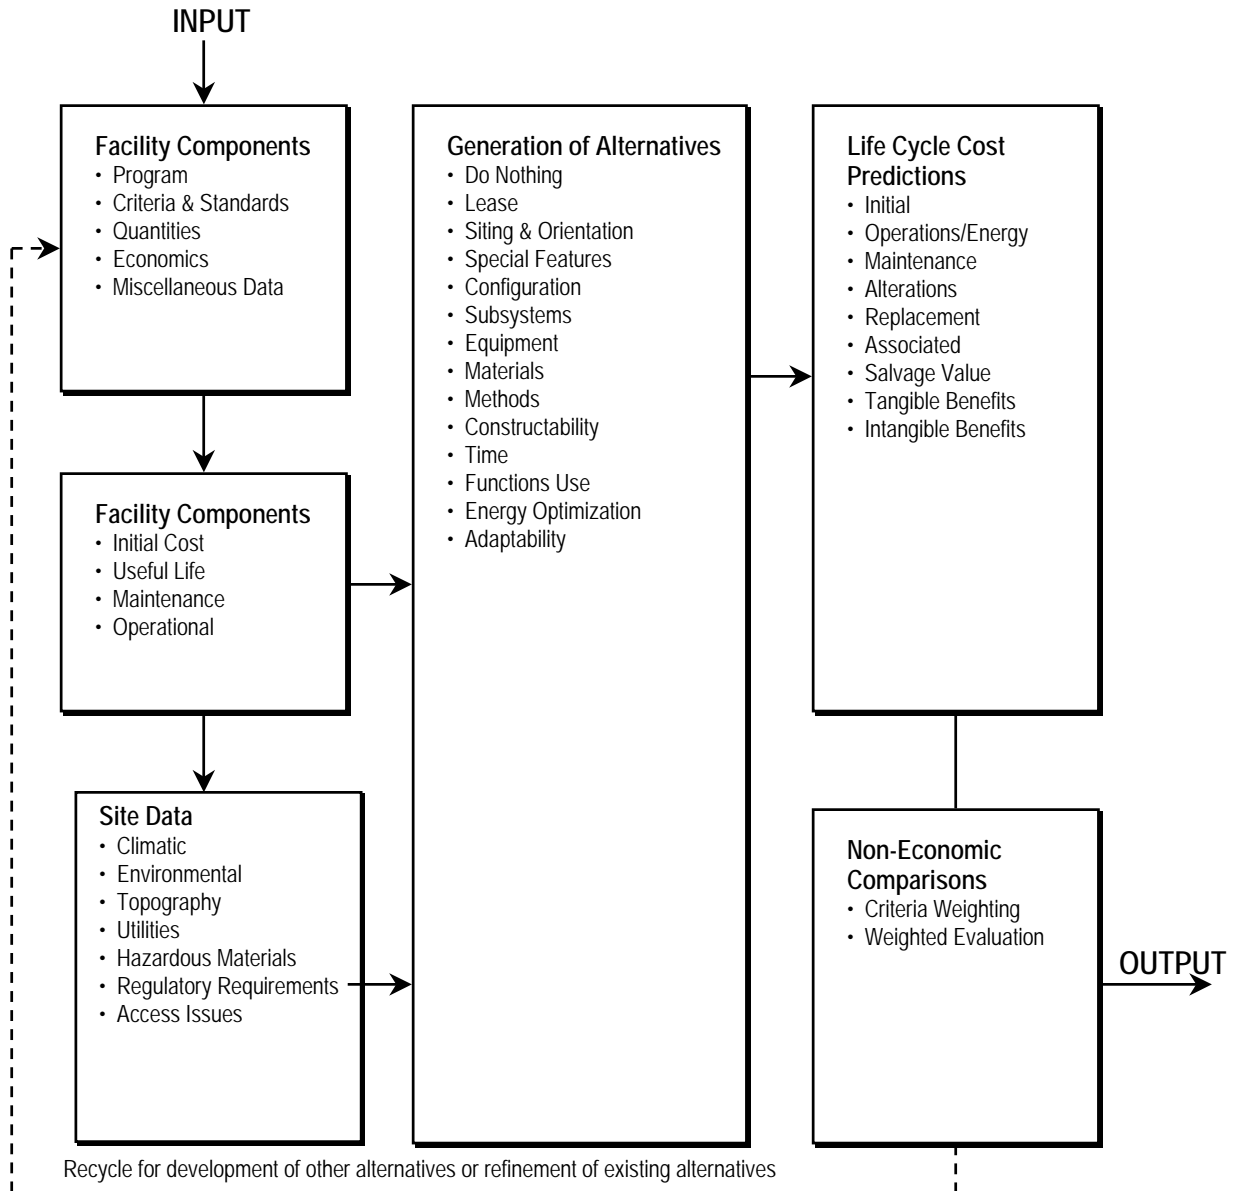 INPUT
Facility Components
• Program
• Criteria & Standards
• Quantities
• Economics
• Miscellaneous Data
Facility Components
• Initial Cost
• Useful Life
• Maintenance
• Operational
Site Data
• Climatic
• Environmental
• Topography
• Utilities
• Hazardous Materials
• Regulatory Requirements
• Access Issues
Generation of Alternatives
• Do Nothing
• Lease
• Siting & Orientation
• Special Features
• Configuration
• Subsystems
• Equipment
• Materials
• Methods
• Constructability
• Time
• Functions Use
• Energy Optimization
• Adaptability
Life Cycle Cost
Predictions
• Initial
• Operations/Energy
• Maintenance
• Alterations
• Replacement
• Associated
• Salvage Value
• Tangible Benefits
• Intangible Benefits
Non-Economic
Comparisons
• Criteria Weighting
• Weighted Evaluation
OUTPUT
Recycle for development of other alternatives or refinement of existing alternatives